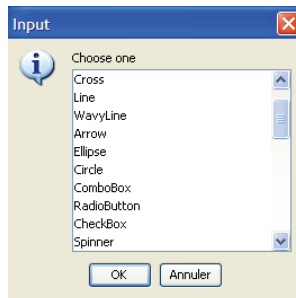 Input
Choose one
Cross
Line
WavyLine
Arrow
Ellipse
Circle
ComboBox
RadioButton
CheckBox
Spinner
OK Annuler